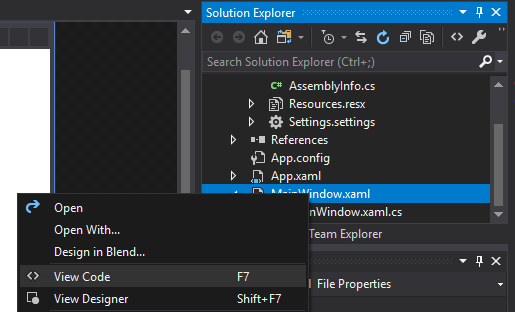 Solution Explorer
Search Solution Explorer (Ctrl+;)
C# AssemblyInfo.cs
Resources.resx
Settings.settings
References
App.config
App.xaml
MainWindow.xaml
nWindow.xaml.cs
Team Explorer
Open
Open With...
Design in Blend...
View Code F7
View Designer Shift+F7
File Properties